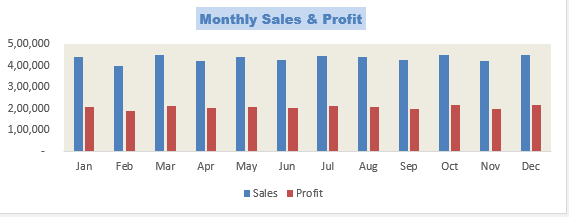 Monthly Sales & Profit
5,00,000
4,00,000
3,00,000
2,00,000
1,00,000
-
Jan Feb Mar Apr May Jun Jul Aug Sep Oct Nov Dec
Sales Profit